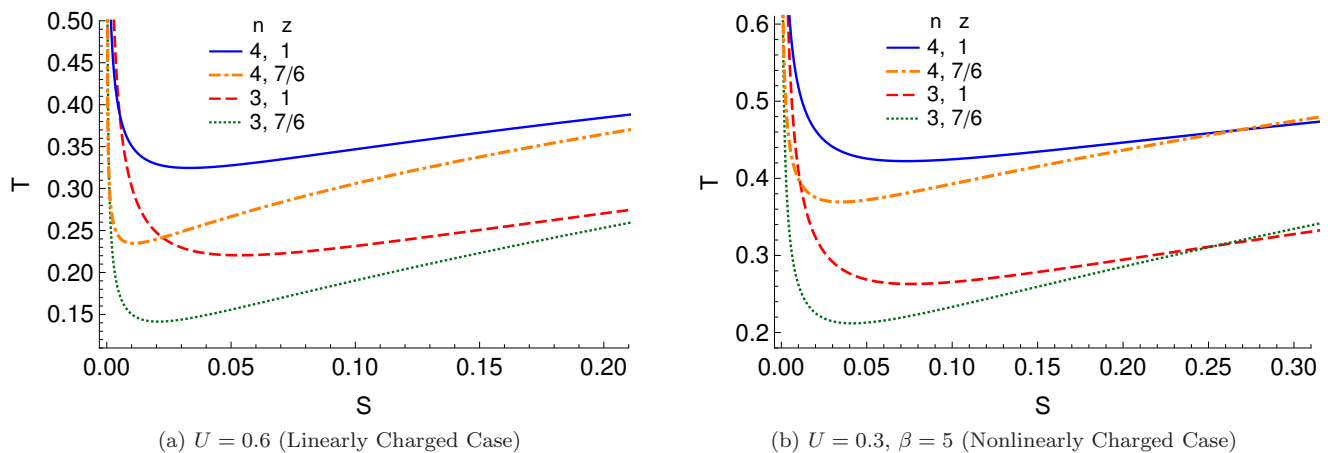 n z
4, 1
4, 7/6
3, 1
3, 7/6
0.50
0.45
0.40
0.35
0.30
0.25
0.20
0.15
T
0.00 0.05 0.10 0.15 0.20
S
(a) U = 0.6 (Linearly Charged Case)
n z
4, 1
4, 7/6
3, 1
3, 7/6
0.6
0.5
0.4
0.3
0.2
T
0.00 0.05 0.10 0.15 0.20 0.25 0.30
S
(b) U = 0.3, β = 5 (Nonlinearly Charged Case)